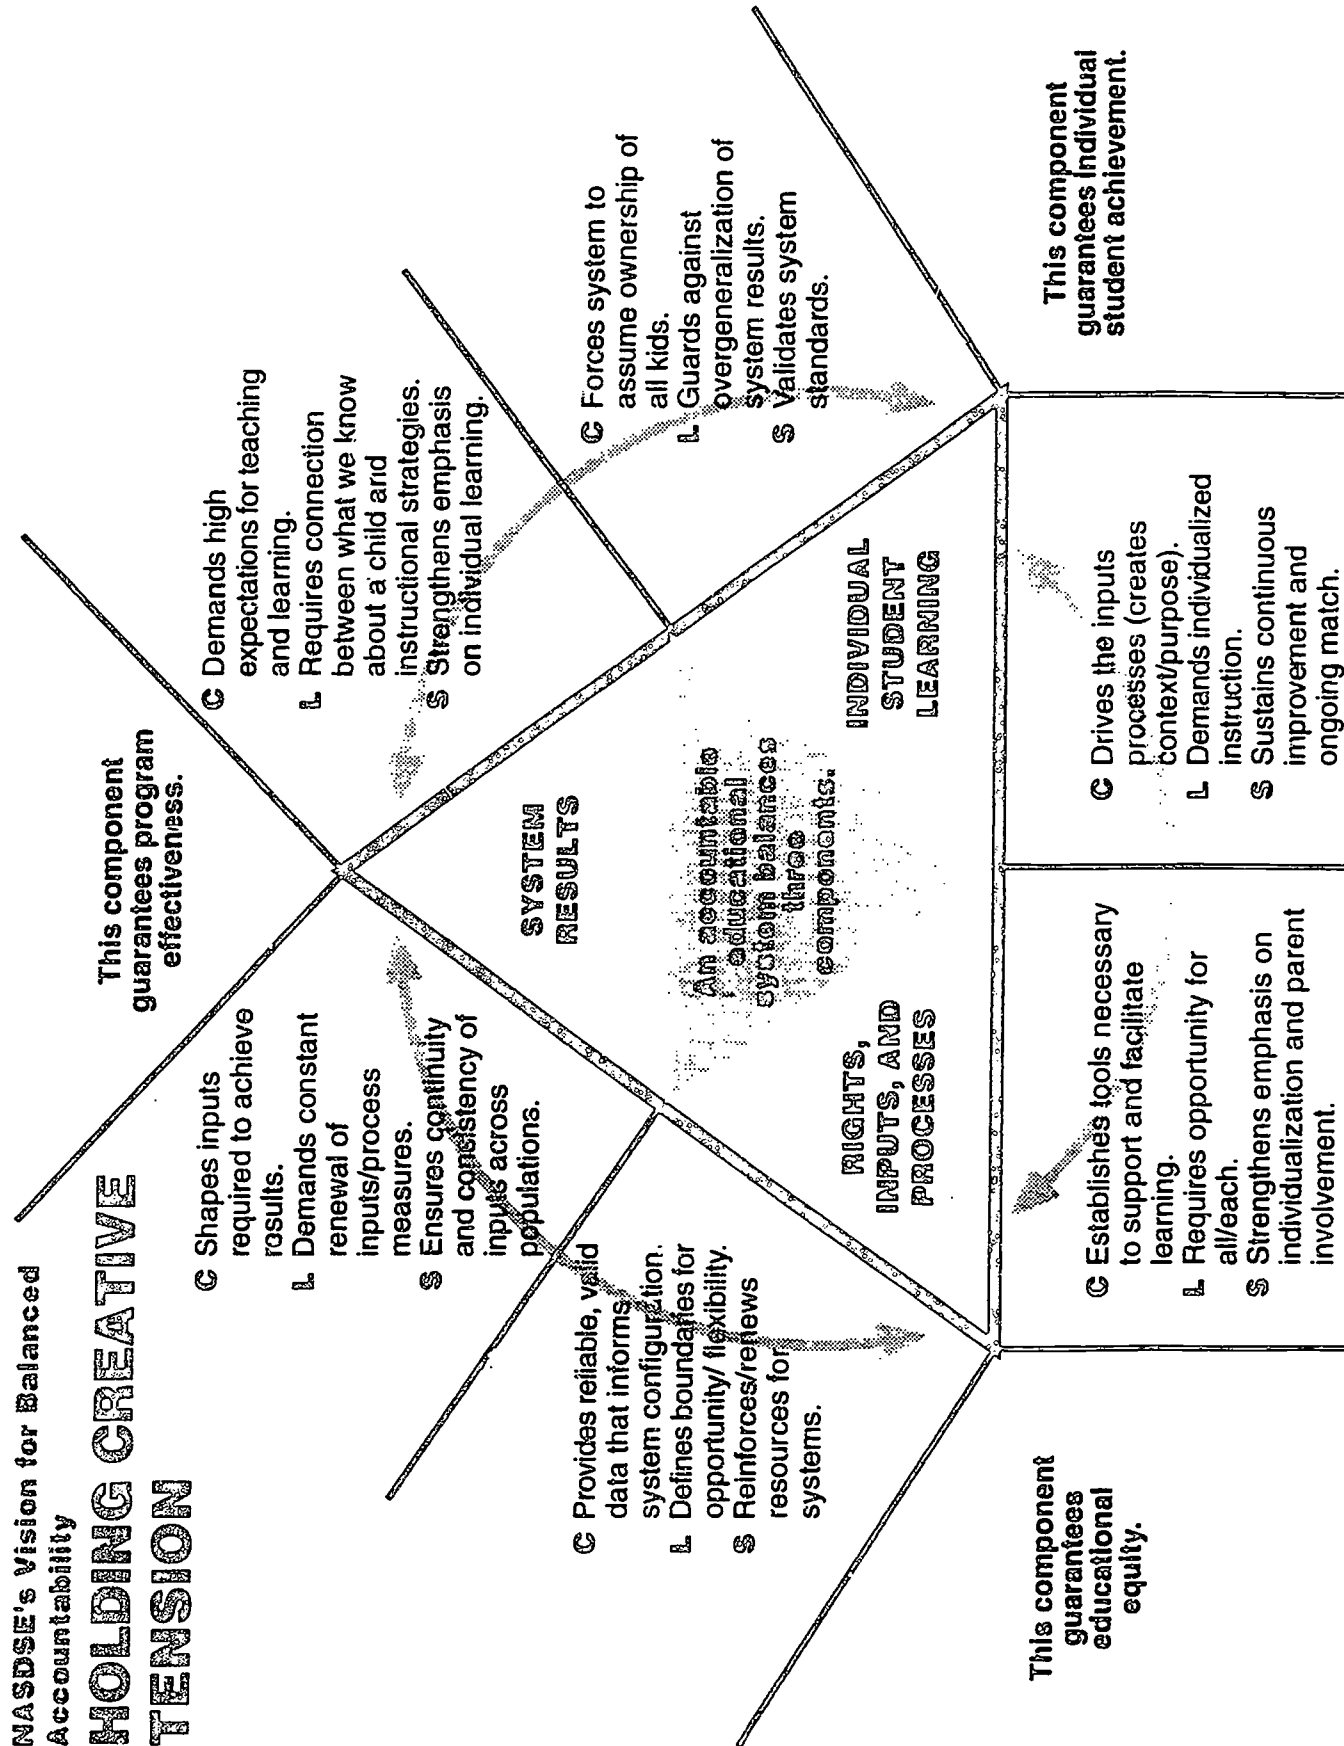 NASDSE's Vision for Balanced
Accountability
HOLDING CREATIVE
TENSION
This component
guarantees program
effectiveness.
C Shapes inputs
required to achieve
results.
L Demands constant
renewal of
inputs/process
measures.
S Ensures continuity
and consistency of
inputs across
populations.
C Demands high
expectations for teaching
and learning.
L Requires connection
between what we know
about a child and
instructional strategies.
S Strengthens emphasis
on individual learning.
C Provides reliable, valid
data that informs
system configuration.
L Defines boundaries for
opportunity/ flexibility.
S Reinforces/renews
resources for
systems.
SYSTEM
RESULTS
C Forces system to
assume ownership of
all kids.
L Guards against
overgeneralization of
system results.
S Validates system
standards.
An accountable
educational
system balances
three
components.
RIGHTS,
INPUTS, AND
PROCESSES
INDIVIDUAL
STUDENT
LEARNING
This component
guarantees
educational
equity.
C Establishes tools necessary
to support and facilitate
learning.
L Requires opportunity for
all/each.
S Strengthens emphasis on
individualization and parent
involvement.
C Drives the inputs
processes (creates
context/purpose).
L Demands individualized
instruction.
S Sustains continuous
improvement and
ongoing match.
This component
guarantees individual
student achievement.